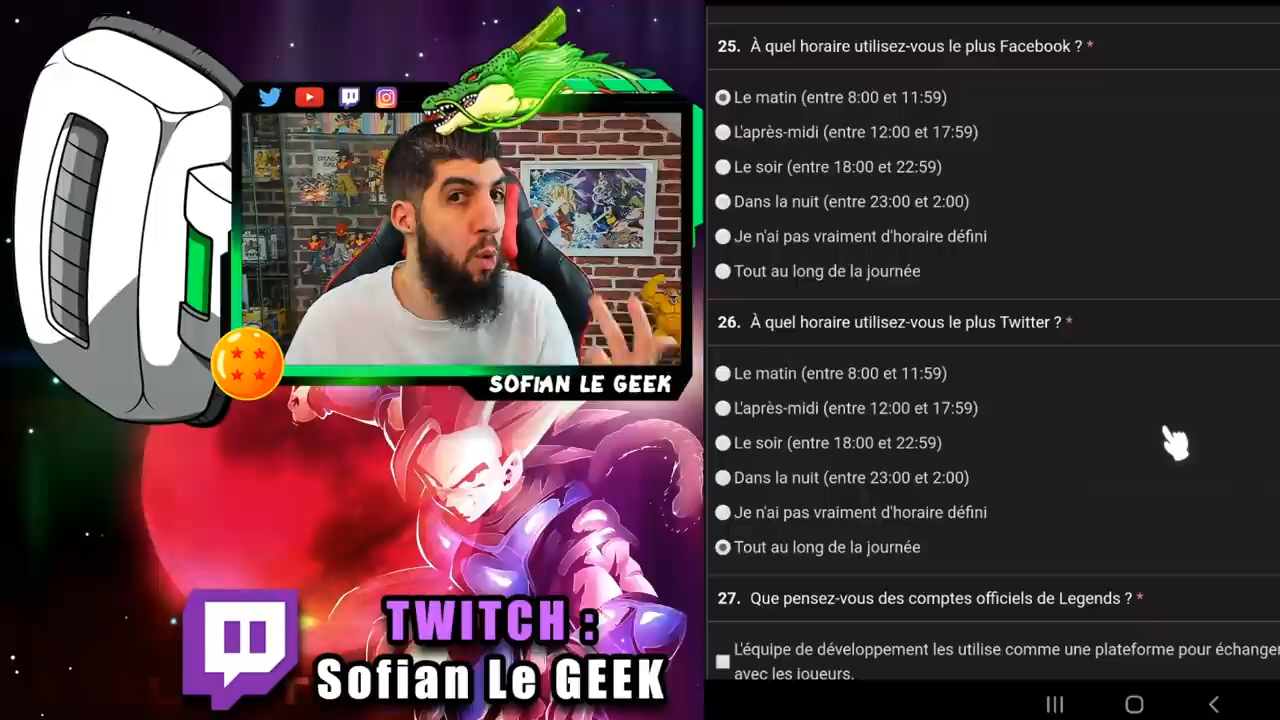 SOFIAN LE GEEK
TWITCH :
Sofian Le GEEK
25. À quel horaire utilisez-vous le plus Facebook ? *
Le matin (entre 8:00 et 11:59)
L'après-midi (entre 12:00 et 17:59)
Le soir (entre 18:00 et 22:59)
Dans la nuit (entre 23:00 et 2:00)
Je n'ai pas vraiment d'horaire défini
Tout au long de la journée
26. À quel horaire utilisez-vous le plus Twitter ? *
Le matin (entre 8:00 et 11:59)
L'après-midi (entre 12:00 et 17:59)
Le soir (entre 18:00 et 22:59)
Dans la nuit (entre 23:00 et 2:00)
Je n'ai pas vraiment d'horaire défini
Tout au long de la journée
27. Que pensez-vous des comptes officiels de Legends ? *
L'équipe de développement les utilise comme une plateforme pour échanger
avec les joueurs.